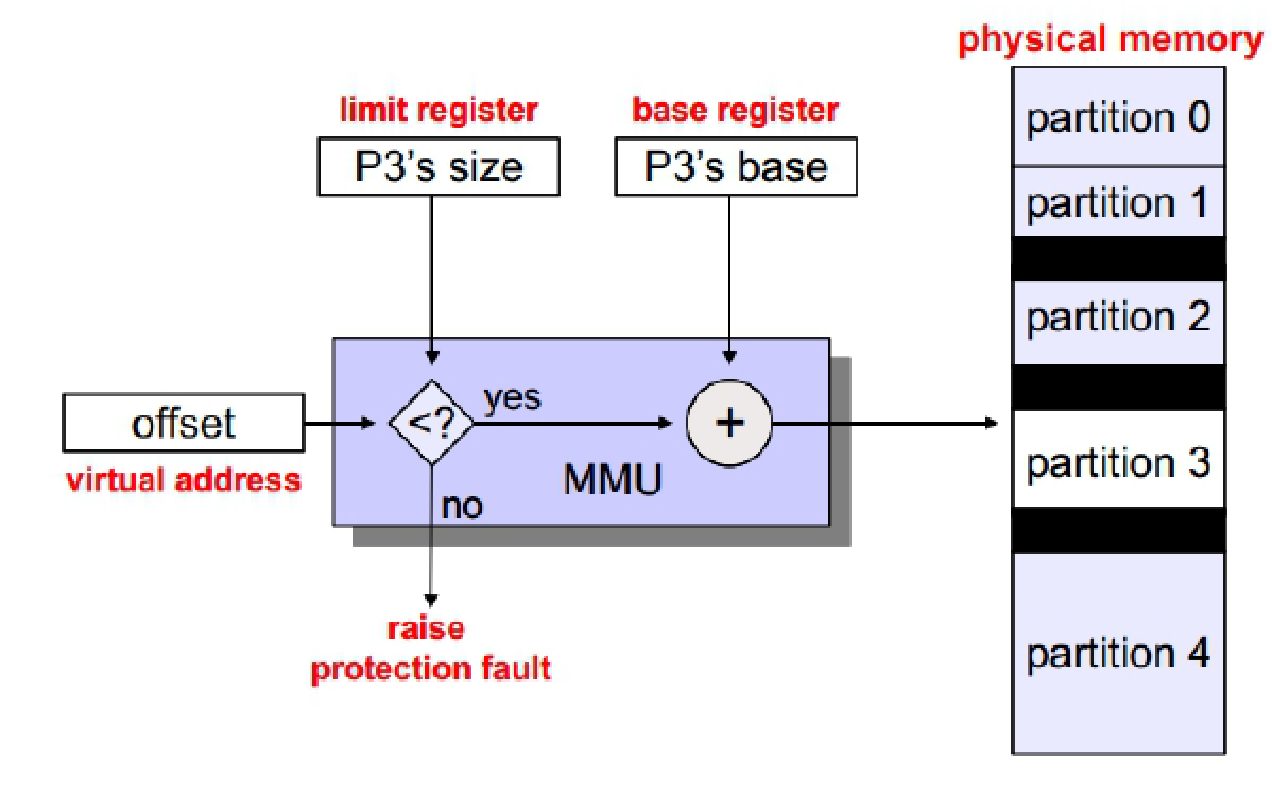 physical memory
limit register
base register
P3's size
P3's base
partition 0
partition 1
partition 2
offset
virtual address
<?
yes
+
MMU
no
partition 3
raise
protection fault
partition 4